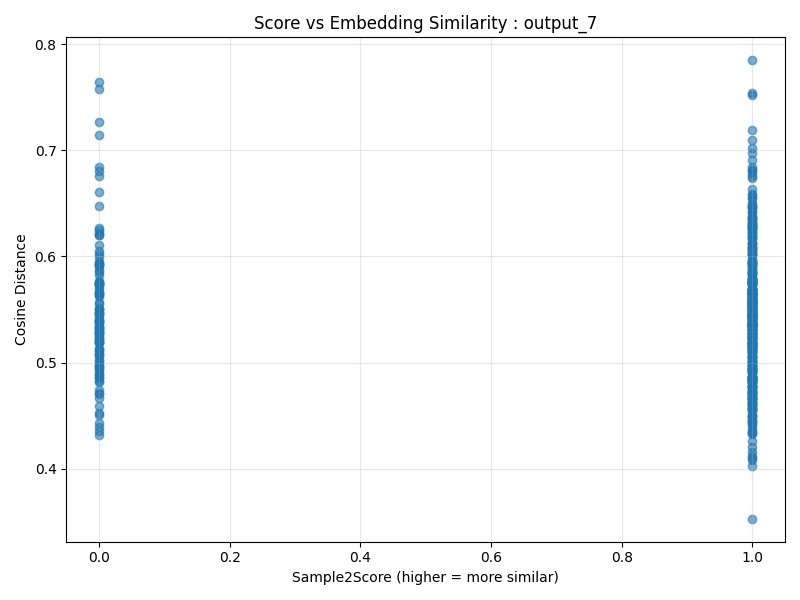 Score vs Embedding Similarity : output_7
Cosine Distance
0.8
0.7
0.6
0.5
0.4
0.0 0.2 0.4 0.6 0.8 1.0
Sample2Score (higher = more similar)